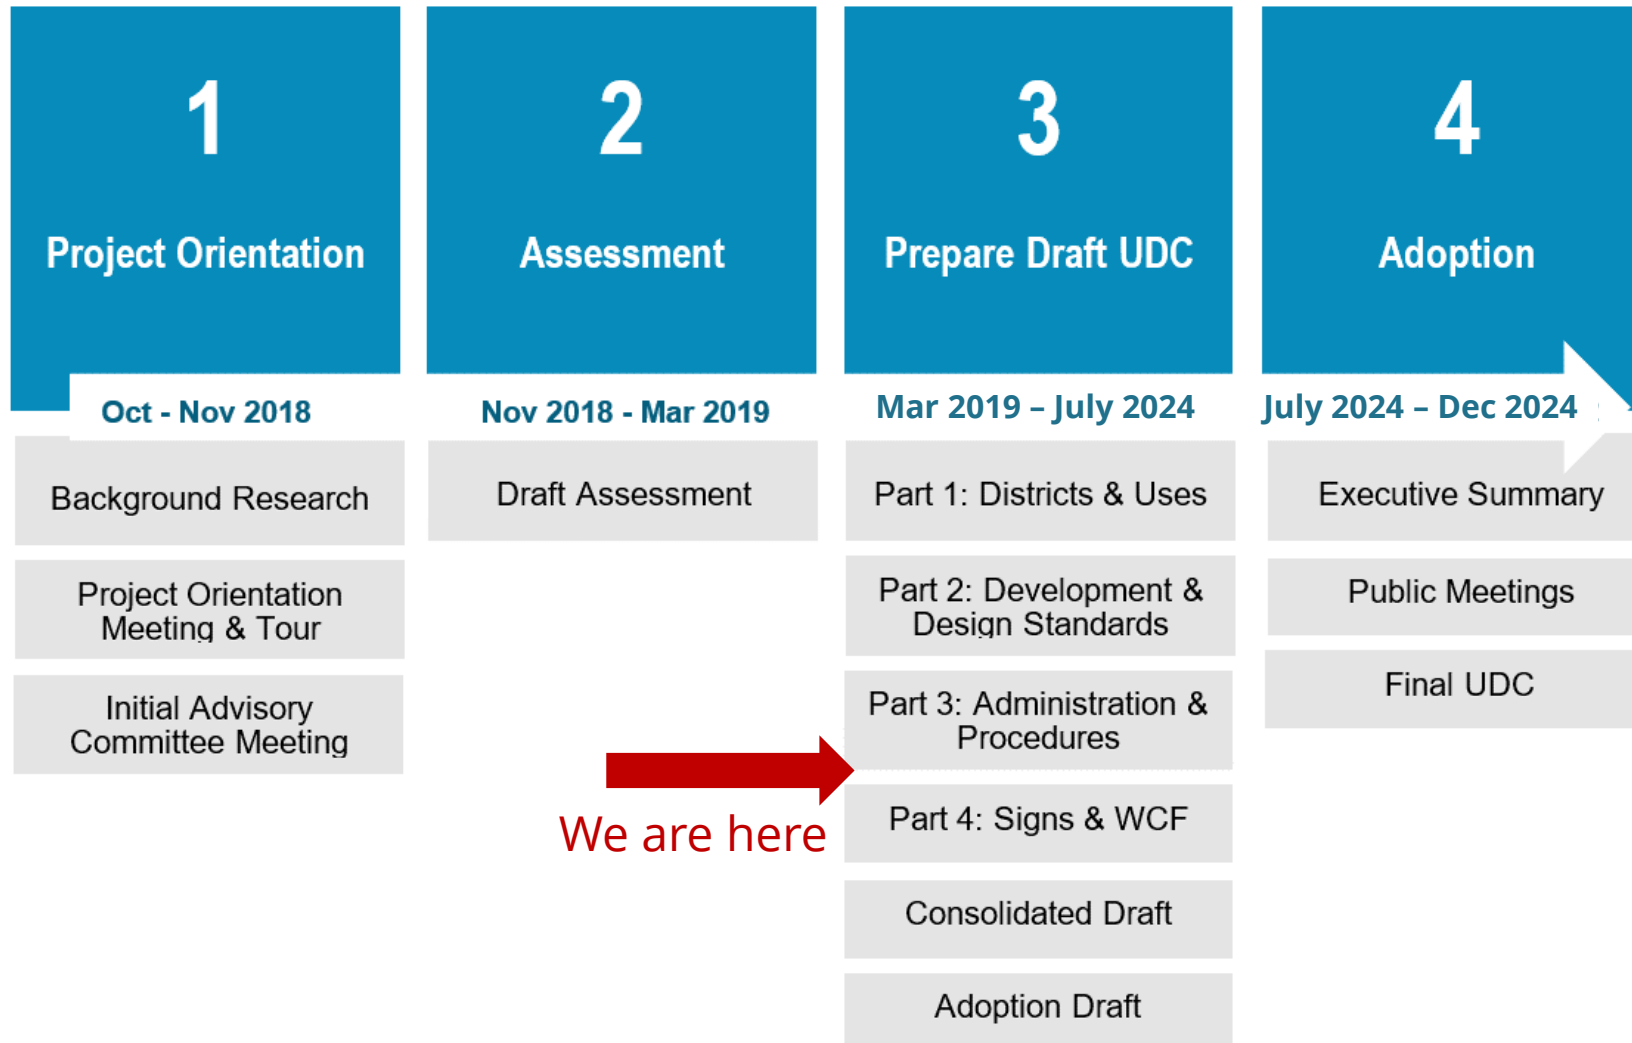 1
Project Orientation
Oct - Nov 2018
Background Research
Project Orientation
Meeting & Tour
Initial Advisory
Committee Meeting
2
Assessment
Nov 2018 - Mar 2019
Draft Assessment
3
Prepare Draft UDC
Mar 2019 – July 2024
Part 1: Districts & Uses
Part 2: Development &
Design Standards
Part 3: Administration &
Procedures
Part 4: Signs & WCF
Consolidated Draft
Adoption Draft
We are here
4
Adoption
July 2024 – Dec 2024
Executive Summary
Public Meetings
Final UDC